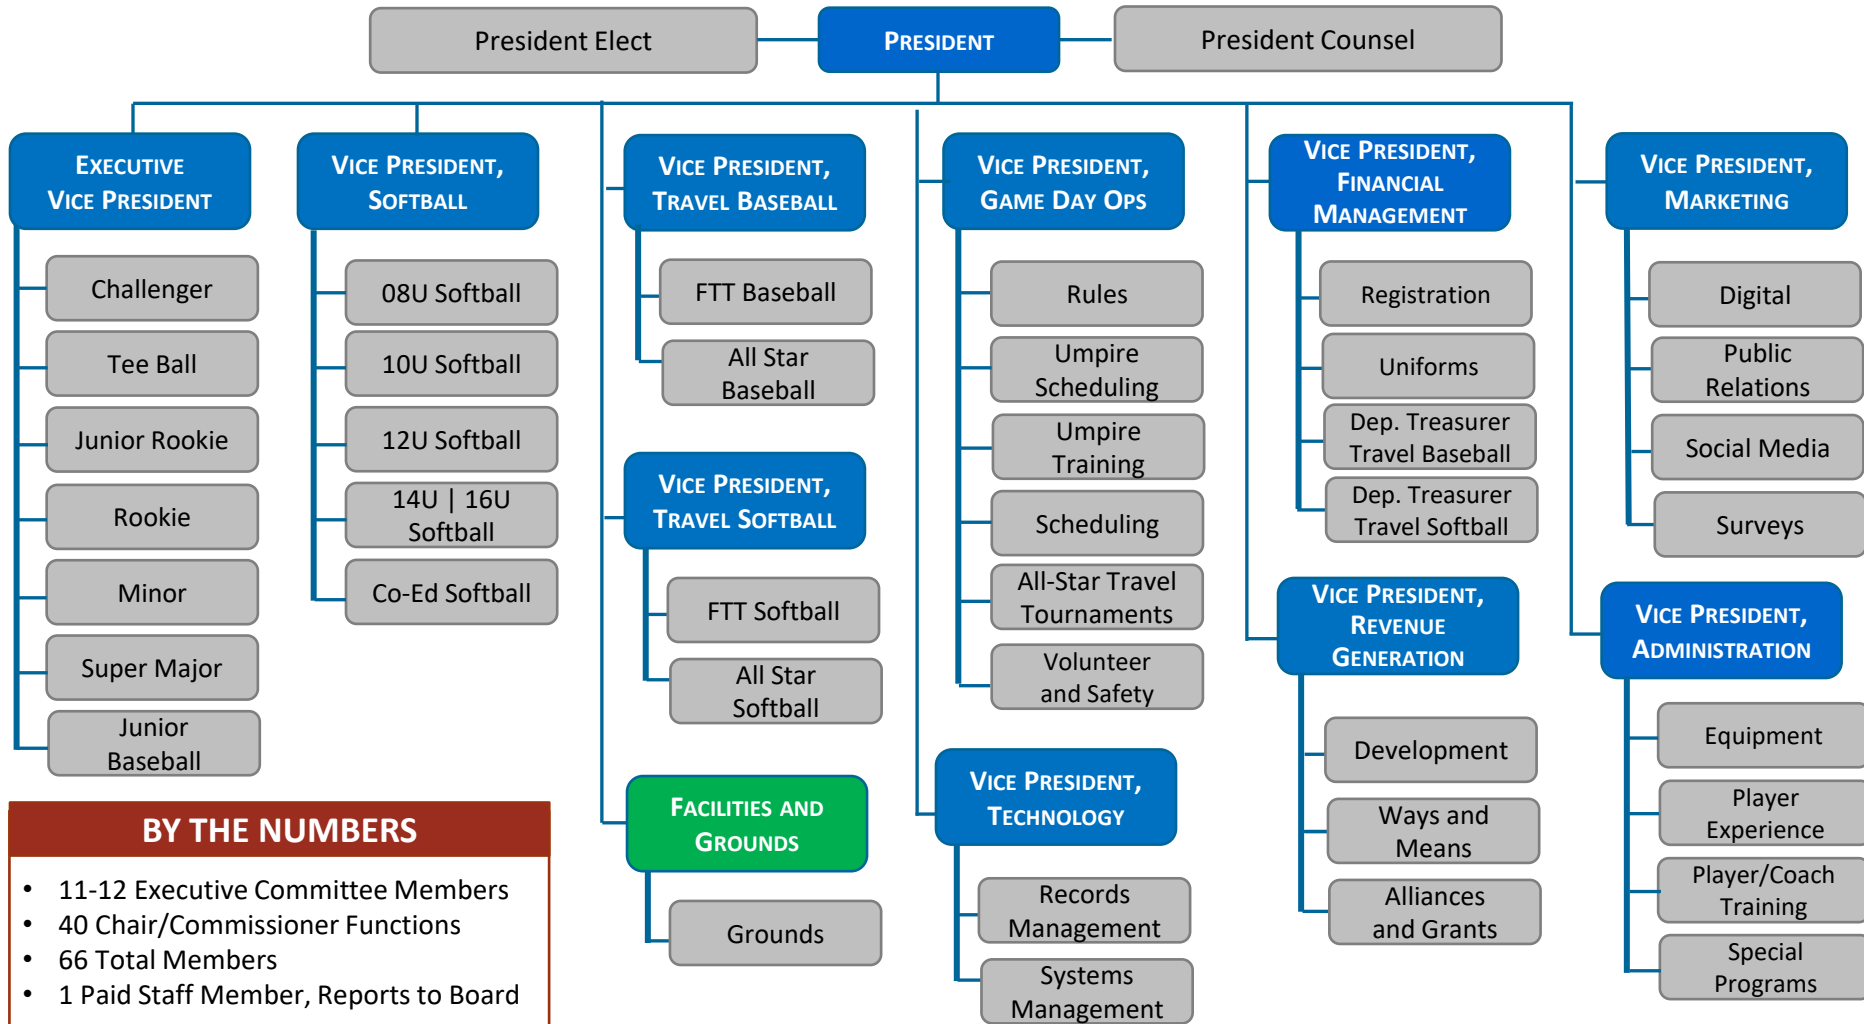 President Elect
PRESIDENT
President Counsel
EXECUTIVE
VICE PRESIDENT
Challenger
Tee Ball
Junior Rookie
Rookie
Minor
Super Major
Junior
Baseball
VICE PRESIDENT,
SOFTBALL
08U Softball
10U Softball
12U Softball
14U | 16U
Softball
Co-Ed Softball
VICE PRESIDENT,
TRAVEL BASEBALL
FTT Baseball
All Star
Baseball
VICE PRESIDENT,
TRAVEL SOFTBALL
FTT Softball
All Star
Softball
FACILITIES AND
GROUNDS
Grounds
VICE PRESIDENT,
GAME DAY OPS
Rules
Umpire
Scheduling
Umpire
Training
Scheduling
All-Star Travel
Tournaments
Volunteer
and Safety
VICE PRESIDENT,
TECHNOLOGY
Records
Management
Systems
Management
VICE PRESIDENT,
FINANCIAL
MANAGEMENT
Registration
Uniforms
Dep. Treasurer
Travel Baseball
Dep. Treasurer
Travel Softball
VICE PRESIDENT,
REVENUE
GENERATION
Development
Ways and
Means
Alliances
and Grants
VICE PRESIDENT,
MARKETING
Digital
Public
Relations
Social Media
Surveys
VICE PRESIDENT,
ADMINISTRATION
Equipment
Player
Experience
Player/Coach
Training
Special
Programs
BY THE NUMBERS
• 11-12 Executive Committee Members
• 40 Chair/Commissioner Functions
• 66 Total Members
• 1 Paid Staff Member, Reports to Board